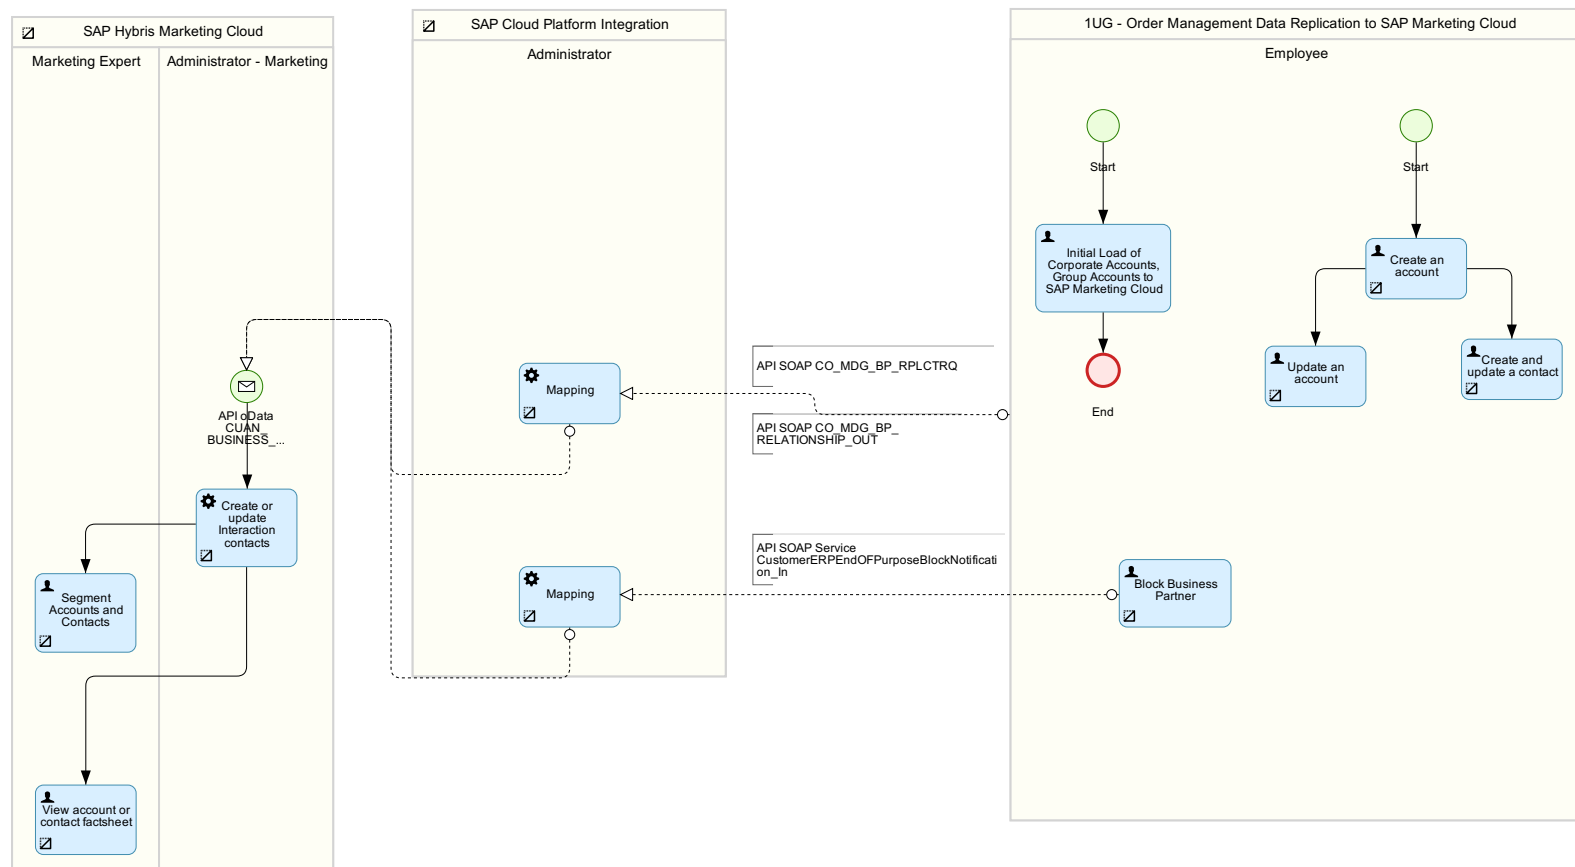 SAP Hybris Marketing Cloud
Marketing Expert
Administrator - Marketing
API oData
CUAN_
BUSINESS_...
Create or
update
Interaction
contacts
Segment
Accounts and
Contacts
View account or
contact factsheet
SAP Cloud Platform Integration
Administrator
Mapping
Mapping
API SOAP CO_MDG_BP_RPLCTRQ
API SOAP CO_MDG_BP_
RELATIONSHIP_OUT
API SOAP Service
CustomerERPEndOFPurposeBlockNotificati
on_In
1UG - Order Management Data Replication to SAP Marketing Cloud
Employee
Start
Initial Load of
Corporate Accounts,
Group Accounts to
SAP Marketing Cloud
End
Start
Create an
account
Update an
account
Create and
update a contact
Block Business
Partner